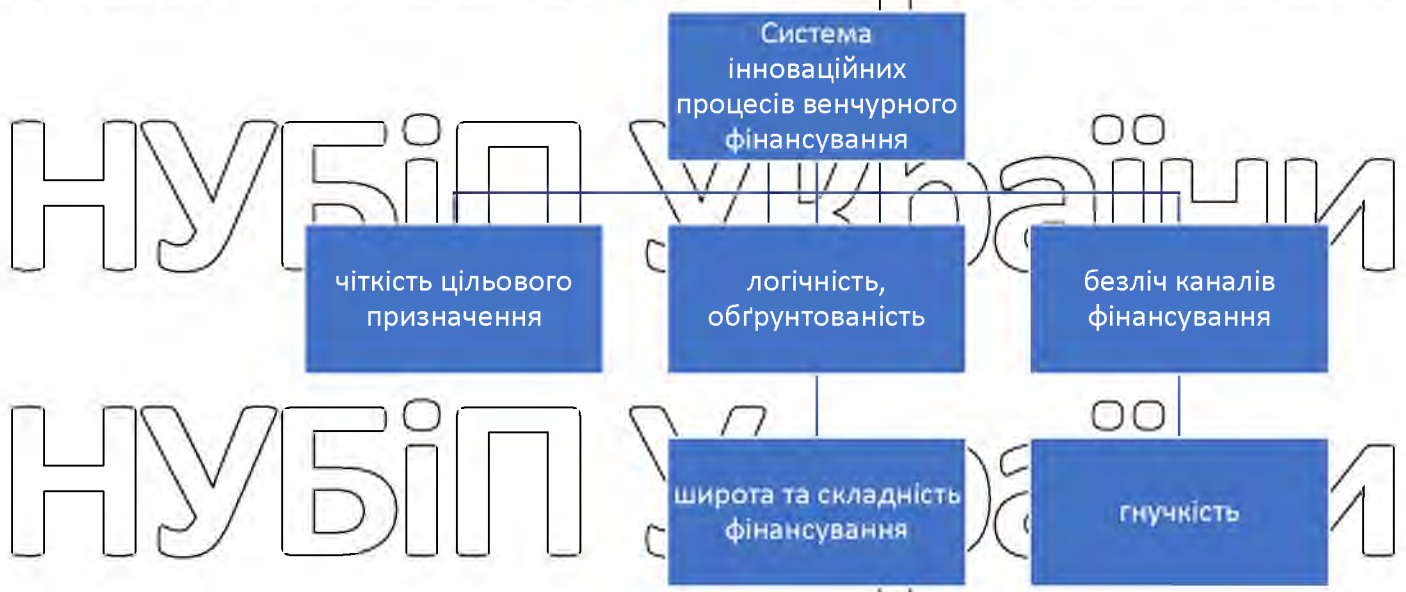 Система
інноваційних
процесів венчурного
фінансування
НУБіП України
чіткість цільового
призначення
логічність,
обґрунтованість
безліч каналів
фінансування
НУБіП України
широта та складність
фінансування
гнучкість